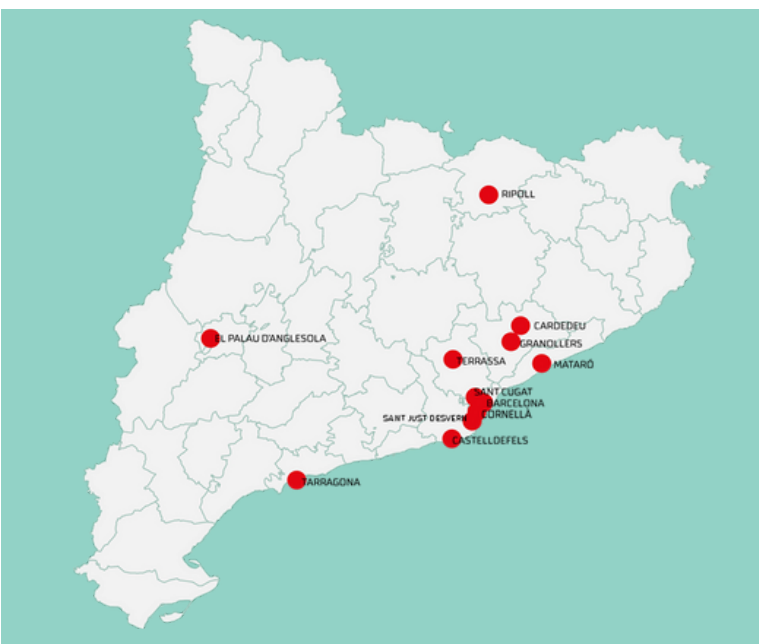 RIPOLL
CARDEDEU
GRANOLLERS
EL PALAU D'ANGLESOLA
TERRASSA
MATARÓ
SANT CUGAT
BARCELONA
CORNELLÀ
SANT JUST DESVERN
CASTELLDEFELS
TARRAGONA